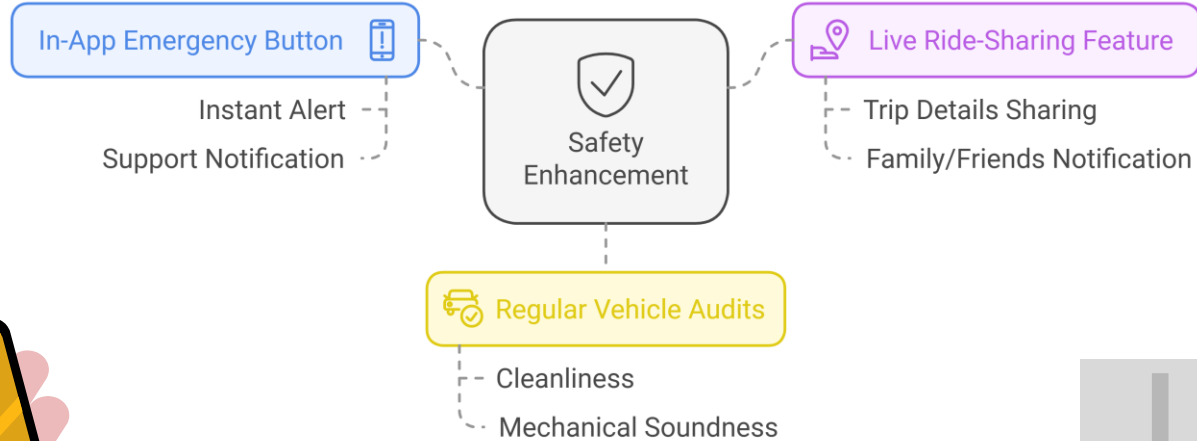 In-App Emergency Button
Instant Alert
Support Notification
Safety
Enhancement
Live Ride-Sharing Feature
Trip Details Sharing
Family/Friends Notification
Regular Vehicle Audits
Cleanliness
Mechanical Soundness